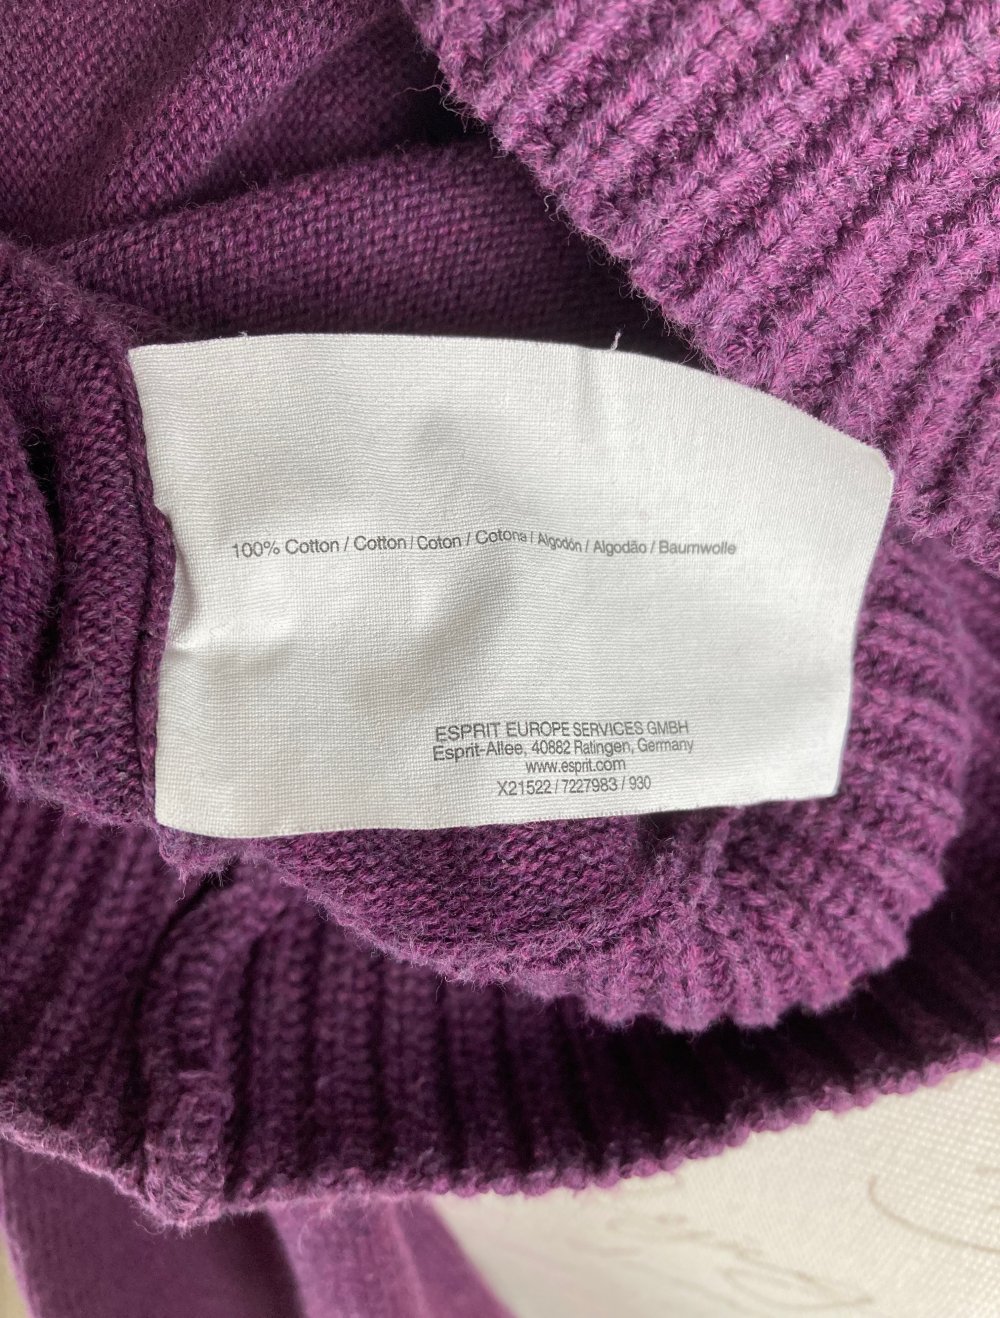 100% Cotton / Cotton / Coton / Cotone / Algodón / Algodão / Baumwolle
ESPRIT EUROPE SERVICES GMBH
Esprit-Allee, 40882 Ratingen, Germany
www.esprit.com
X21522 / 7227983 / 930